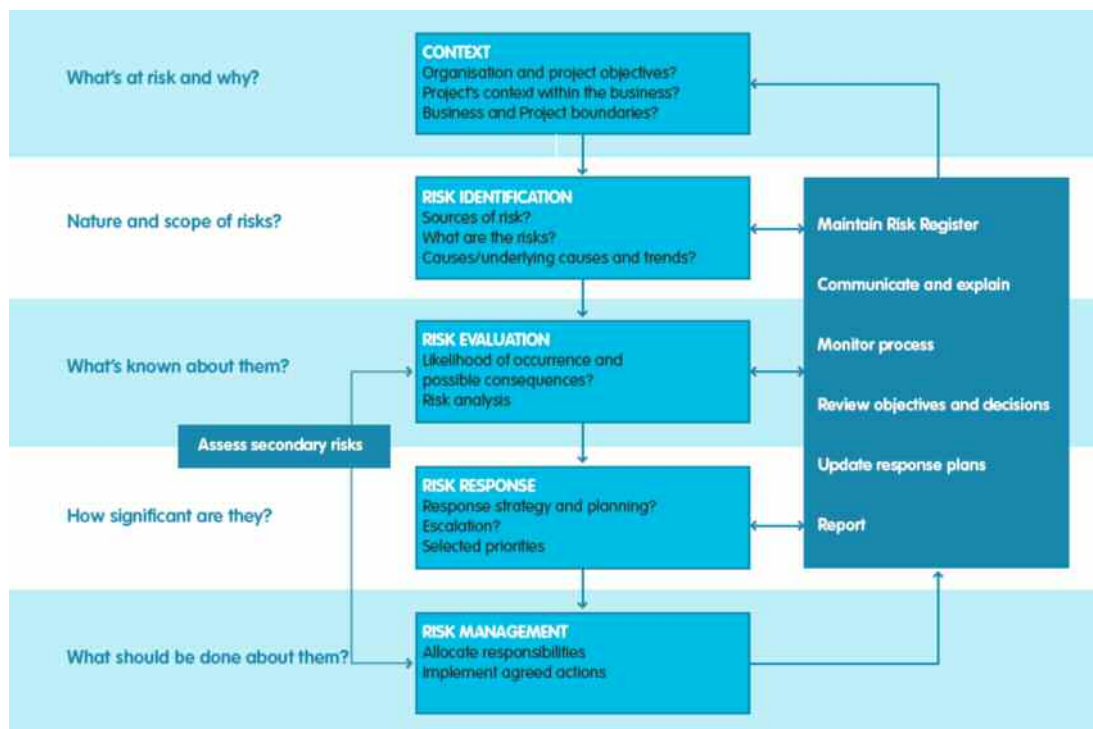 What's at risk and why?
CONTEXT
Organisation and project objectives?
Project's context within the business?
Business and Project boundaries?
Nature and scope of risks?
RISK IDENTIFICATION
Sources of risk?
What are the risks?
Causes/underlying causes and trends?
What's known about them?
RISK EVALUATION
Likelihood of occurrence and
possible consequences?
Risk analysis
Assess secondary risks
How significant are they?
RISK RESPONSE
Response strategy and planning?
Escalation?
Selected priorities
What should be done about them?
RISK MANAGEMENT
Allocate responsibilities
Implement agreed actions
Maintain Risk Register
Communicate and explain
Monitor process
Review objectives and decisions
Update response plans
Report